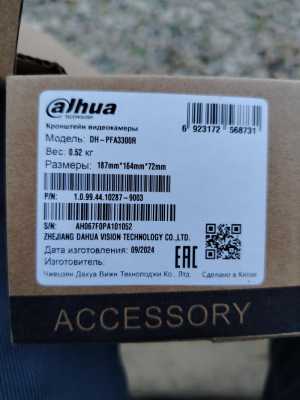 alhua
TECHNOLOGY
Кронштейн видеокамеры
Модель: DH-PFA3300R
Вес: 0.52 кг
Размеры: 187mm*164mm*72mm
6 923172 568731
P/N: 1.0.99.44.10287-9003
S/N: AH067F0PA101052
ZHEJIANG DAHUA VISION TECHNOLOGY CO.,LTD.
Дата изготовления: 09/2024
Изготовитель:
Чжецзян Дахуа Вижн Технолоджи Ко., Лтд.
EAC
Сделано в Китае
ACCESSORY